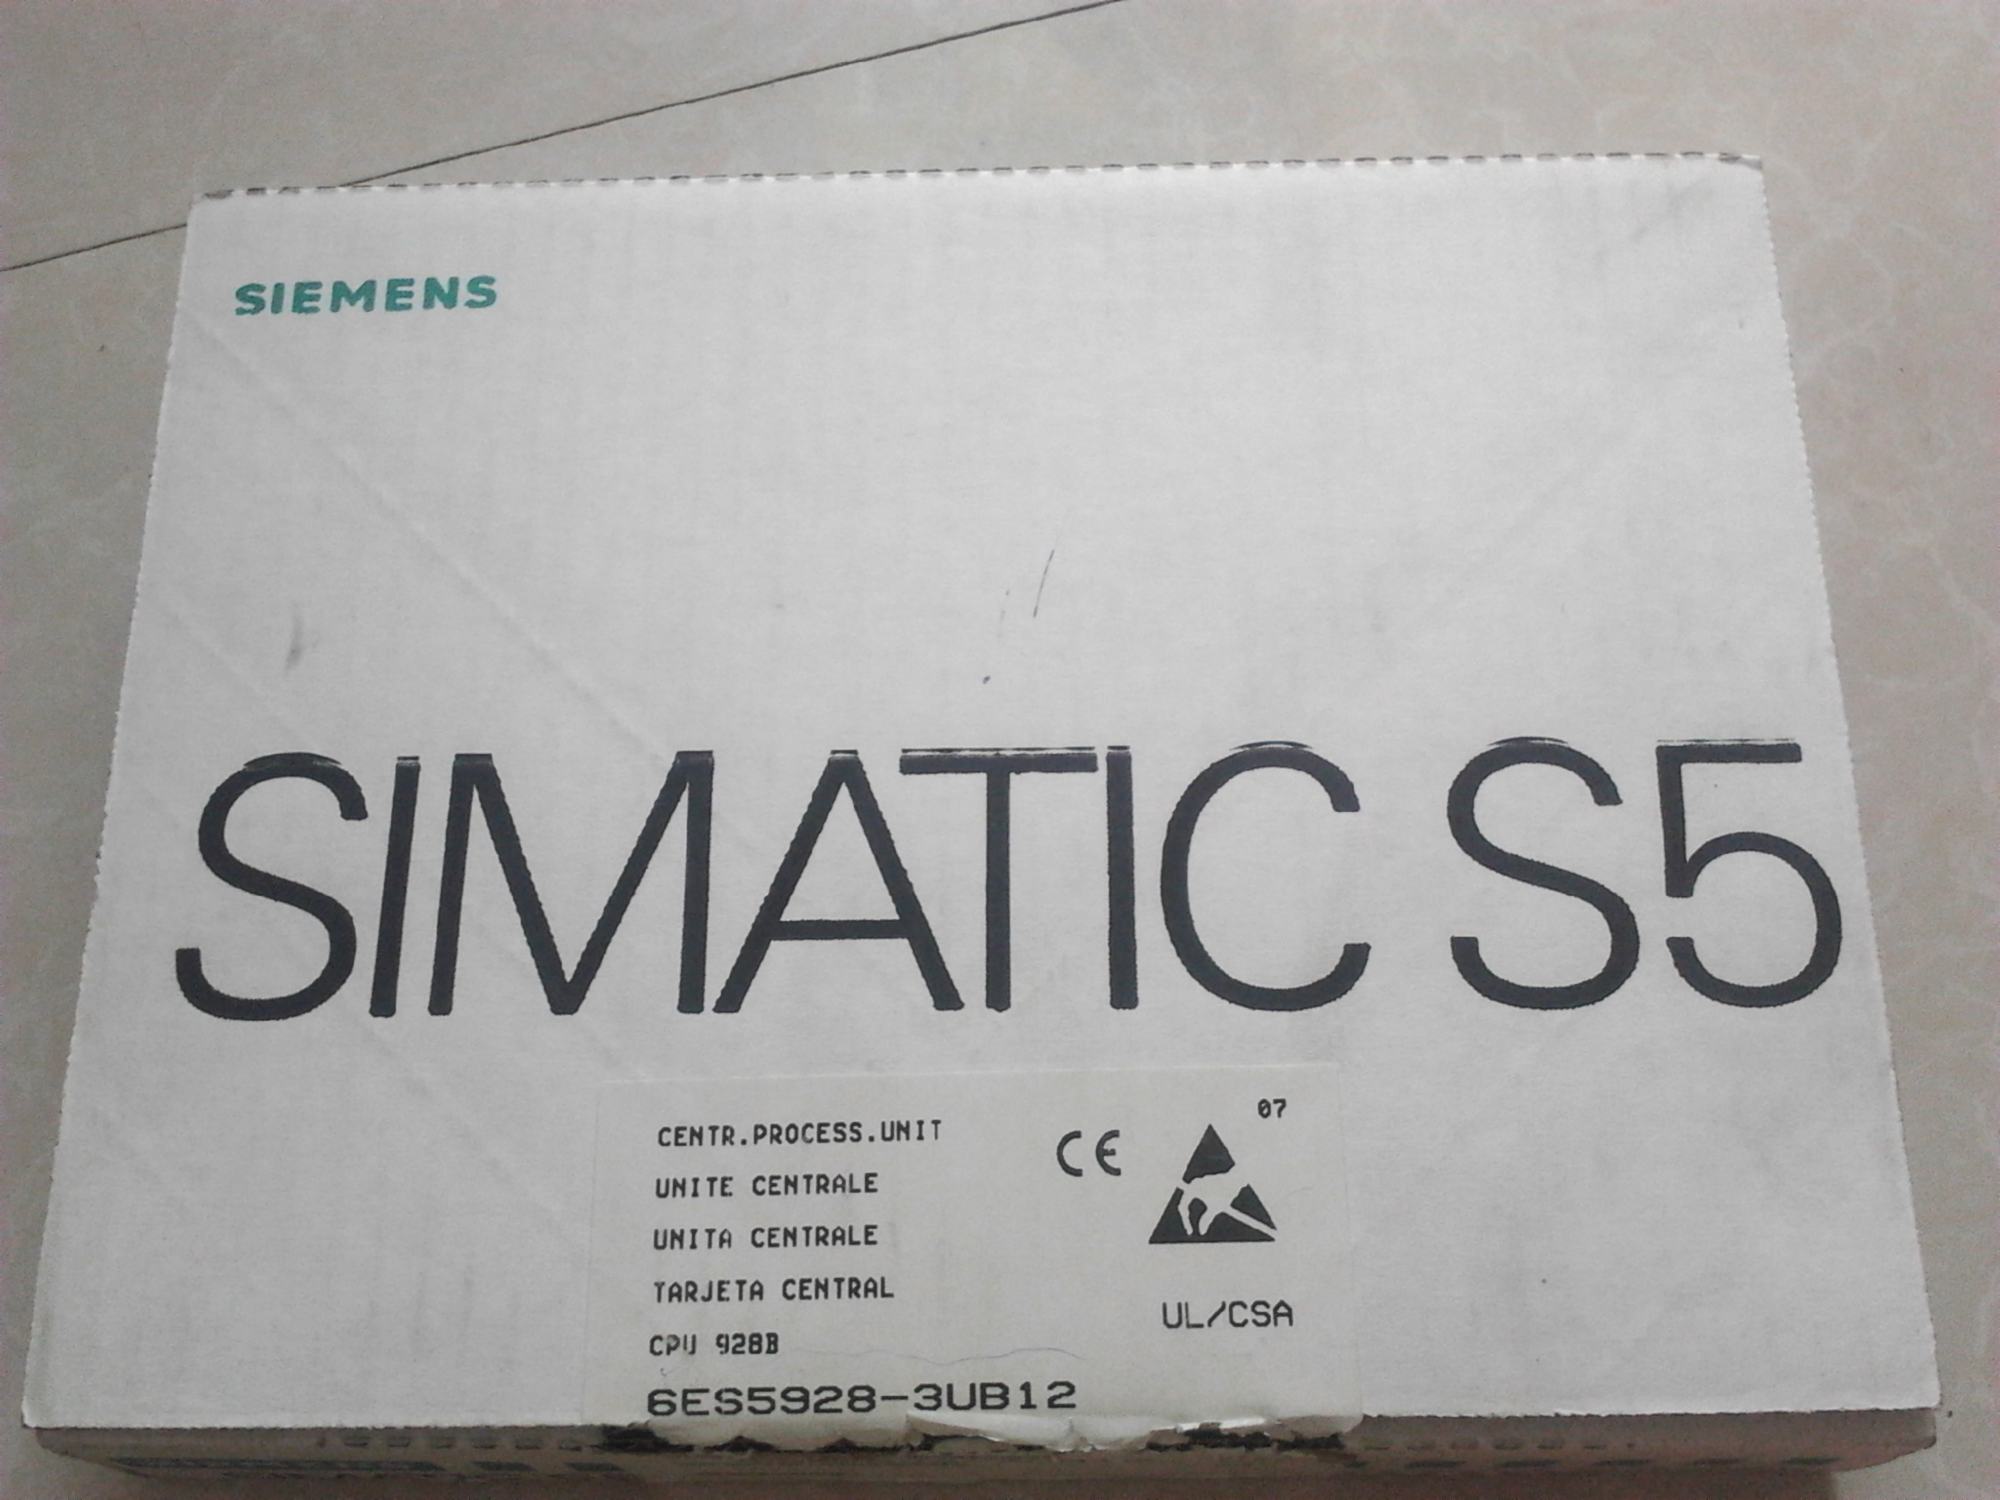 SIEMENS
SIMATIC S5
07
CENTR.PROCESS.UNIT
CE
UNITE CENTRALE
UNITA CENTRALE
TARJETA CENTRAL
UL/CSA
CPU 928B
6ES5928-3UB12